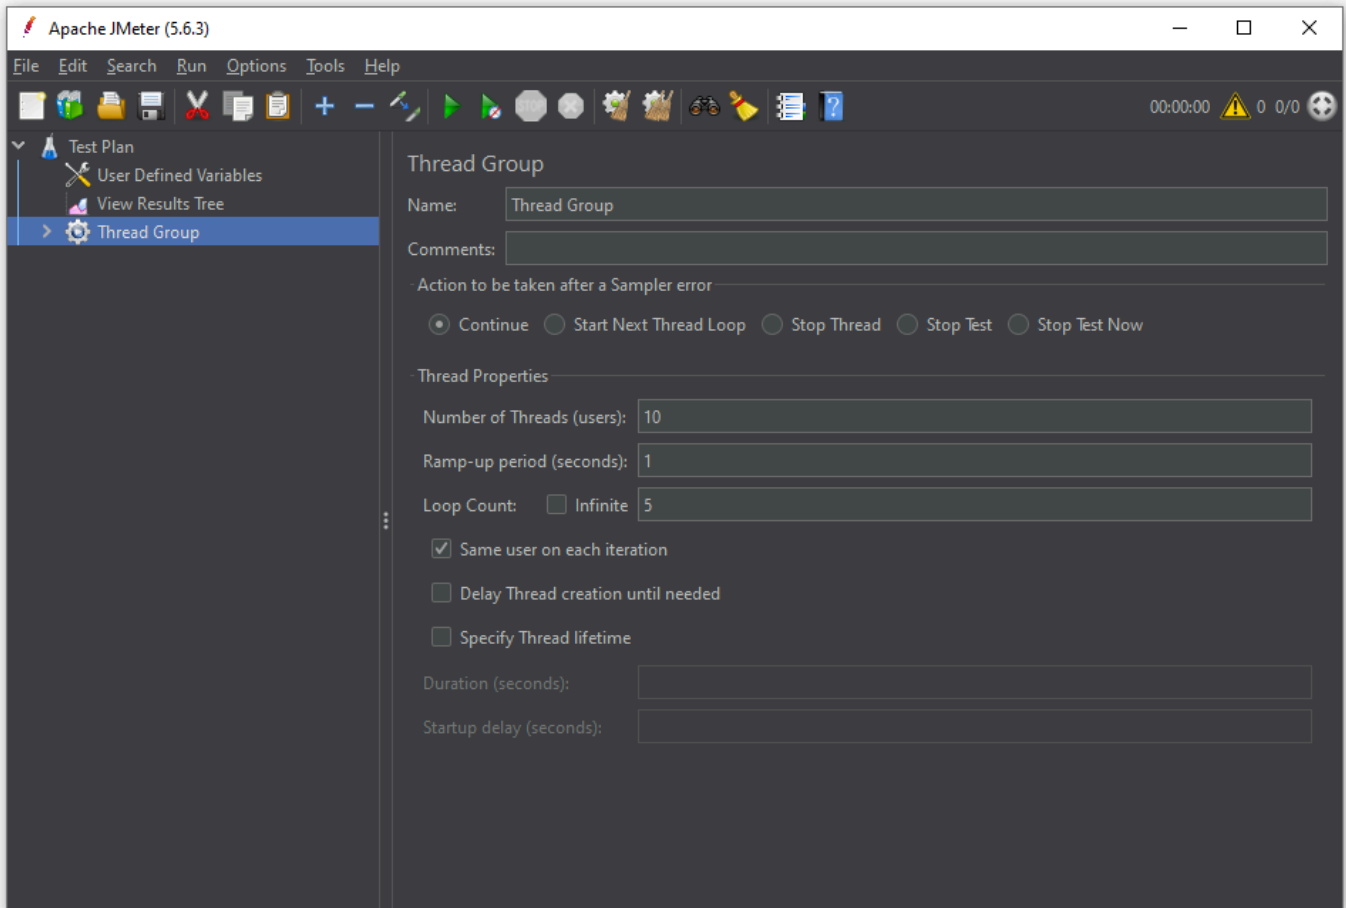 Apache JMeter (5.6.3)
File Edit Search Run Options Tools Help
STOP 00:00:00 0 0/0
Test Plan
User Defined Variables
View Results Tree
Thread Group
Thread Group
Name: Thread Group
Comments:
Action to be taken after a Sampler error
Continue Start Next Thread Loop Stop Thread Stop Test Stop Test Now
Thread Properties
Number of Threads (users): 10
Ramp-up period (seconds): 1
Loop Count: Infinite 5
Same user on each iteration
Delay Thread creation until needed
Specify Thread lifetime
Duration (seconds):
Startup delay (seconds):